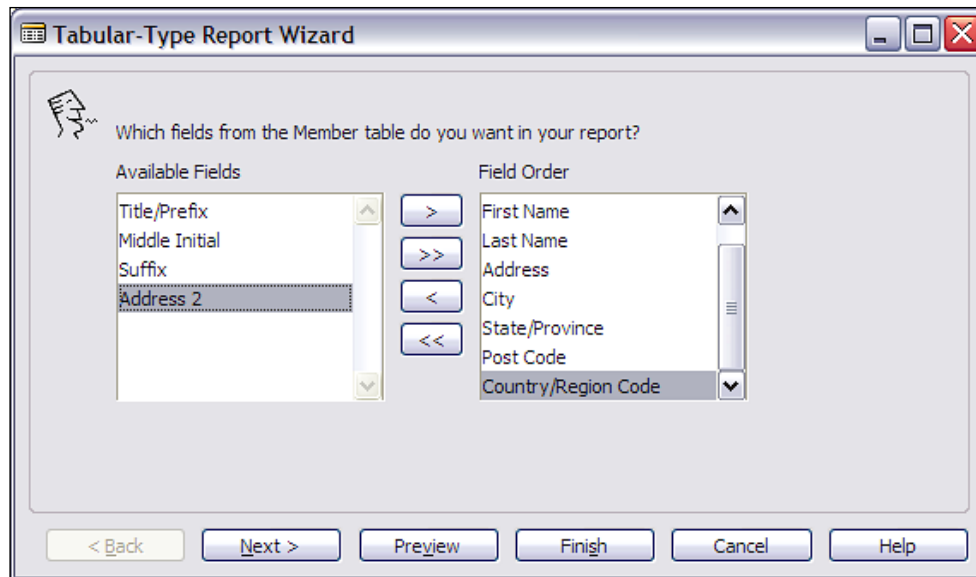 Tabular-Type Report Wizard
Which fields from the Member table do you want in your report?
Available Fields
Title/Prefix
Middle Initial
Suffix
Address 2
>
>>
<
<<
Field Order
First Name
Last Name
Address
City
State/Province
Post Code
Country/Region Code
< Back
Next >
Preview
Finish
Cancel
Help